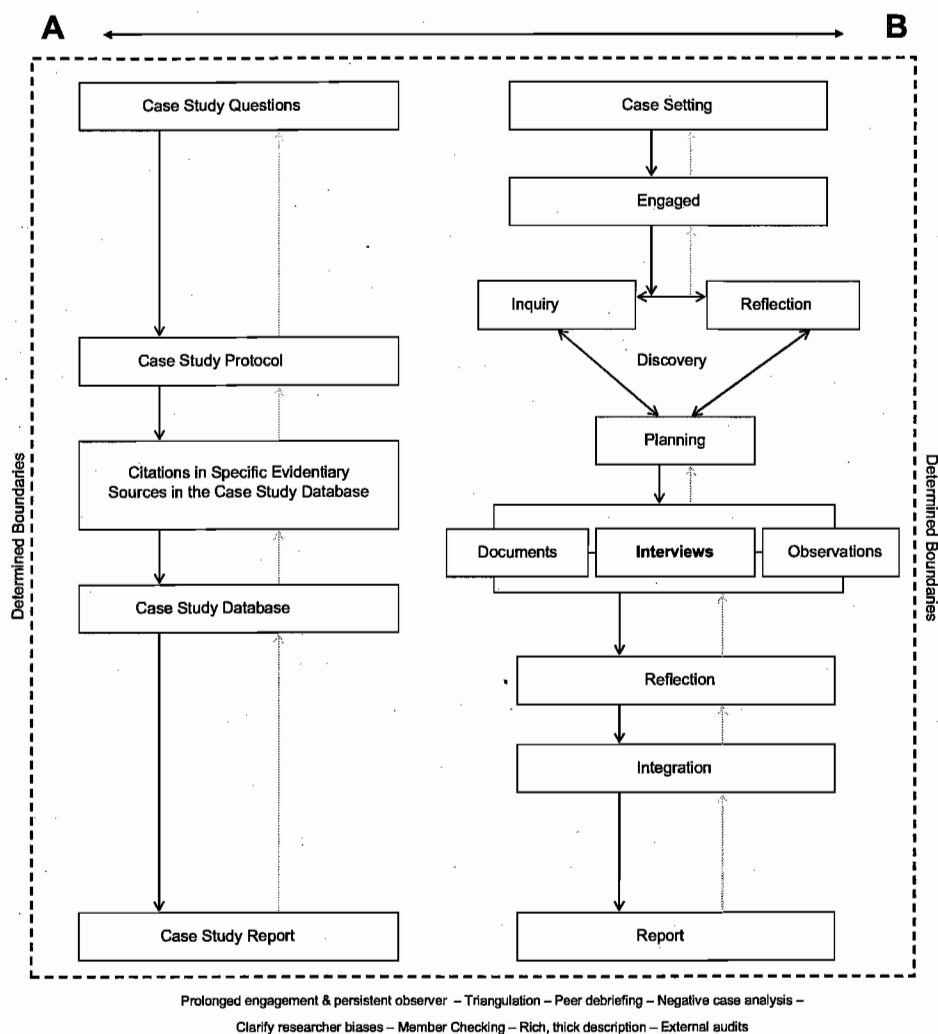 A
B
Case Study Questions
Case Study Protocol
Citations in Specific Evidentiary
Sources in the Case Study Database
Case Study Database
Case Study Report
Case Setting
Engaged
Inquiry
Reflection
Discovery
Planning
Documents
Interviews
Observations
Reflection
Integration
Report
Determined Boundaries
Determined Boundaries
Prolonged engagement & persistent observer – Triangulation – Peer debriefing – Negative case analysis –
Clarify researcher biases – Member Checking – Rich, thick description – External audits